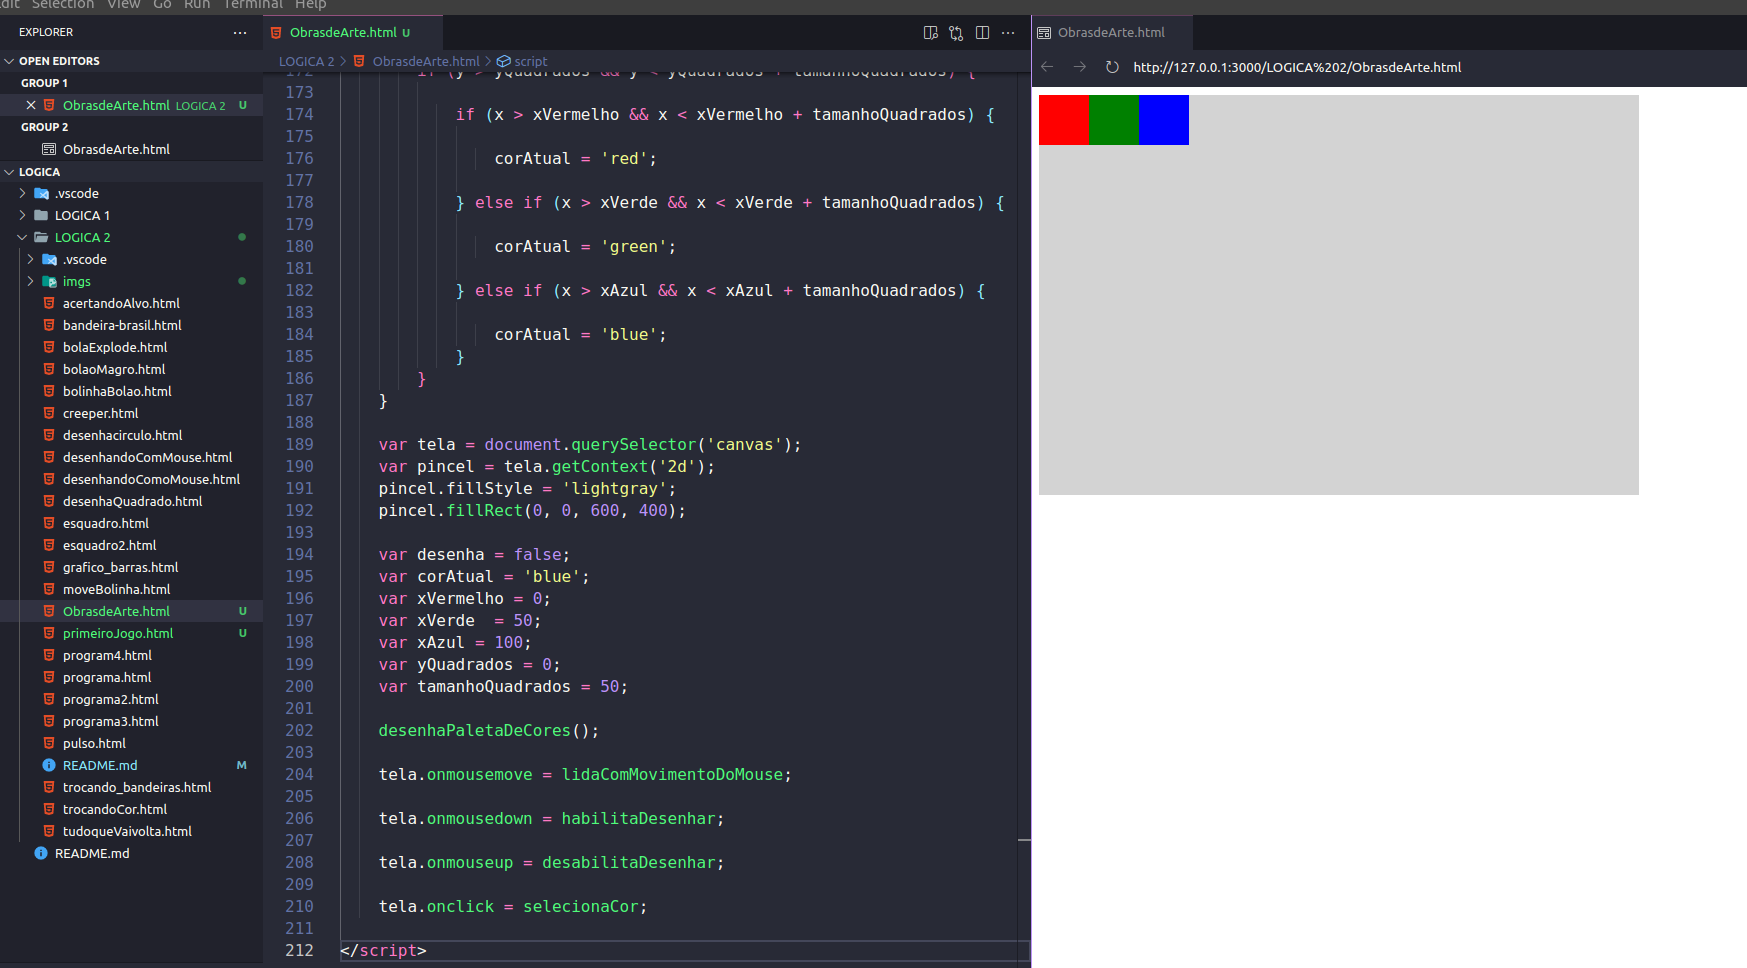 Edit Selection View Go Run Terminal Help
EXPLORER ···
OPEN EDITORS
GROUP 1
ObrasdeArte.html LOGICA 2 U
GROUP 2
ObrasdeArte.html
LOGICA
.vscode
LOGICA 1
LOGICA 2
.vscode
imgs
acertandoAlvo.html
bandeira-brasil.html
bolaExplode.html
bolaoMagro.html
bolinhaBolao.html
creeper.html
desenhacirculo.html
desenhandoComMouse.html
desenhandoComoMouse.html
desenhaQuadrado.html
esquadro.html
esquadro2.html
grafico_barras.html
moveBolinha.html
ObrasdeArte.html U
primeiroJogo.html U
program4.html
programa.html
programa2.html
programa3.html
pulso.html
README.md M
trocando_bandeiras.html
trocandoCor.html
tudoqueVaivolta.html
README.md
ObrasdeArte.html U
LOGICA 2 > ObrasdeArte.html > script
172 if (y > yQuadrados && y < yQuadrados + tamanhoQuadrados) {
173
174 if (x > xVermelho && x < xVermelho + tamanhoQuadrados) {
175
176 corAtual = 'red';
177
178 } else if (x > xVerde && x < xVerde + tamanhoQuadrados) {
179
180 corAtual = 'green';
181
182 } else if (x > xAzul && x < xAzul + tamanhoQuadrados) {
183
184 corAtual = 'blue';
185 }
186 }
187 }
188
189 var tela = document.querySelector('canvas');
190 var pincel = tela.getContext('2d');
191 pincel.fillStyle = 'lightgray';
192 pincel.fillRect(0, 0, 600, 400);
193
194 var desenha = false;
195 var corAtual = 'blue';
196 var xVermelho = 0;
197 var xVerde  = 50;
198 var xAzul = 100;
199 var yQuadrados = 0;
200 var tamanhoQuadrados = 50;
201
202 desenhaPaletaDeCores();
203
204 tela.onmousemove = lidaComMovimentoDoMouse;
205
206 tela.onmousedown = habilitaDesenhar;
207
208 tela.onmouseup = desabilitaDesenhar;
209
210 tela.onclick = selecionaCor;
211
212 </script>
ObrasdeArte.html
http://127.0.0.1:3000/LOGICA%202/ObrasdeArte.html